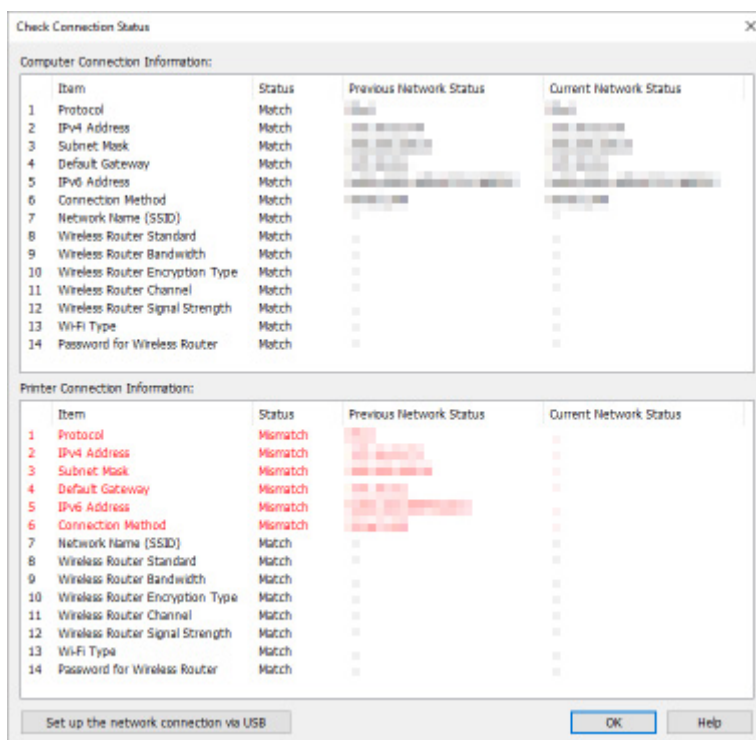 Check Connection Status
Computer Connection Information:
Item Status Previous Network Status Current Network Status
1 Protocol Match
2 IPv4 Address Match
3 Subnet Mask Match
4 Default Gateway Match
5 IPv6 Address Match
6 Connection Method Match
7 Network Name (SSID) Match
8 Wireless Router Standard Match
9 Wireless Router Bandwidth Match
10 Wireless Router Encryption Type Match
11 Wireless Router Channel Match
12 Wireless Router Signal Strength Match
13 Wi-Fi Type Match
14 Password for Wireless Router Match
Printer Connection Information:
Item Status Previous Network Status Current Network Status
1 Protocol Mismatch
2 IPv4 Address Mismatch
3 Subnet Mask Mismatch
4 Default Gateway Mismatch
5 IPv6 Address Mismatch
6 Connection Method Mismatch
7 Network Name (SSID) Match
8 Wireless Router Standard Match
9 Wireless Router Bandwidth Match
10 Wireless Router Encryption Type Match
11 Wireless Router Channel Match
12 Wireless Router Signal Strength Match
13 Wi-Fi Type Match
14 Password for Wireless Router Match
Set up the network connection via USB OK Help